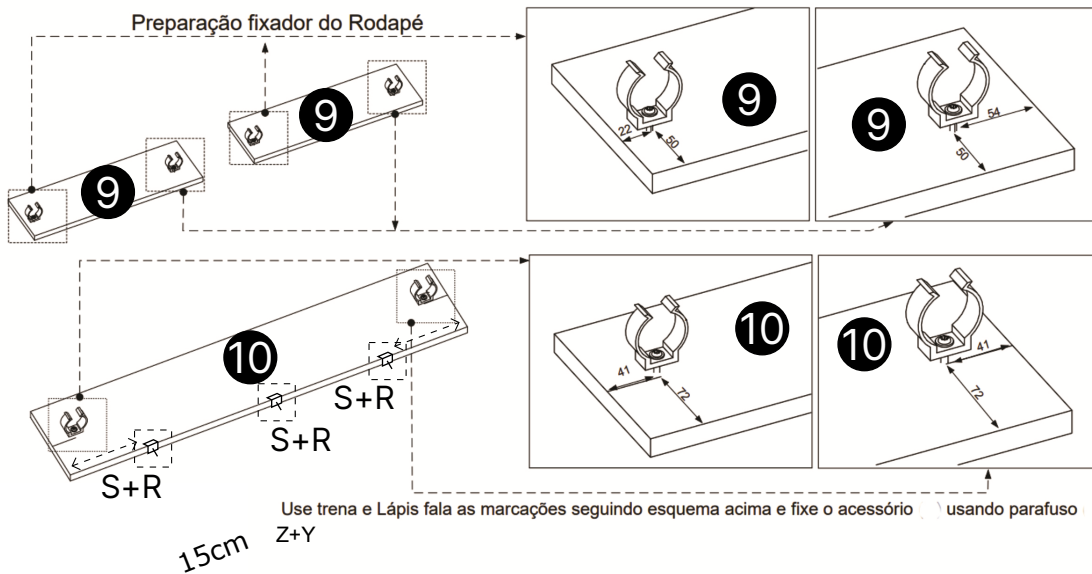 Preparação fixador do Rodapé
9
9
9
22
50
9
54
50
10
S+R
S+R
S+R
10
41
72
10
41
72
Use trena e Lápis fala as marcações seguindo esquema acima e fixe o acessório usando parafuso
Z+Y
15cm